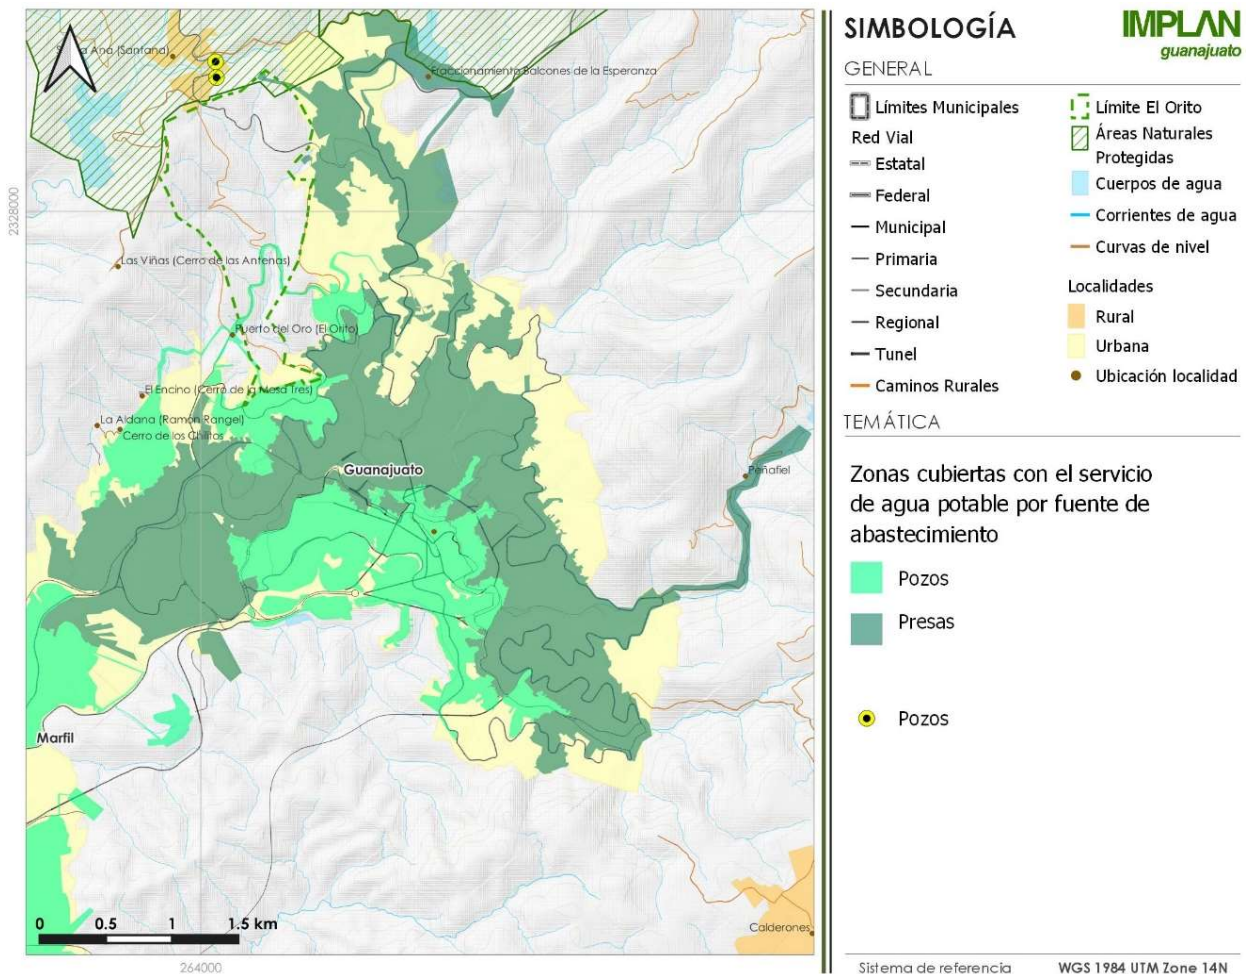 Santa Ana (Santana)
Fraccionamiento Balcones de la Esperanza
2328000
Las Viñas (Cerro de las Antenas)
Puerto del Oro (El Orito)
El Encino (Cerro de la Mesa Tres)
La Aldana (Ramón Rangel)
Cerro de los Chilitos
Guanajuato
Peñafiel
Marfil
Calderones
0 0.5 1 1.5 km
264000
SIMBOLOGÍA
IMPLAN
guanajuato
GENERAL
Límites Municipales
Red Vial
Estatal
Federal
Municipal
Primaria
Secundaria
Regional
Tunel
Caminos Rurales
Límite El Orito
Áreas Naturales
Protegidas
Cuerpos de agua
Corrientes de agua
Curvas de nivel
Localidades
Rural
Urbana
Ubicación localidad
TEMÁTICA
Zonas cubiertas con el servicio
de agua potable por fuente de
abastecimiento
Pozos
Presas
Pozos
Sistema de referencia WGS 1984 UTM Zone 14N